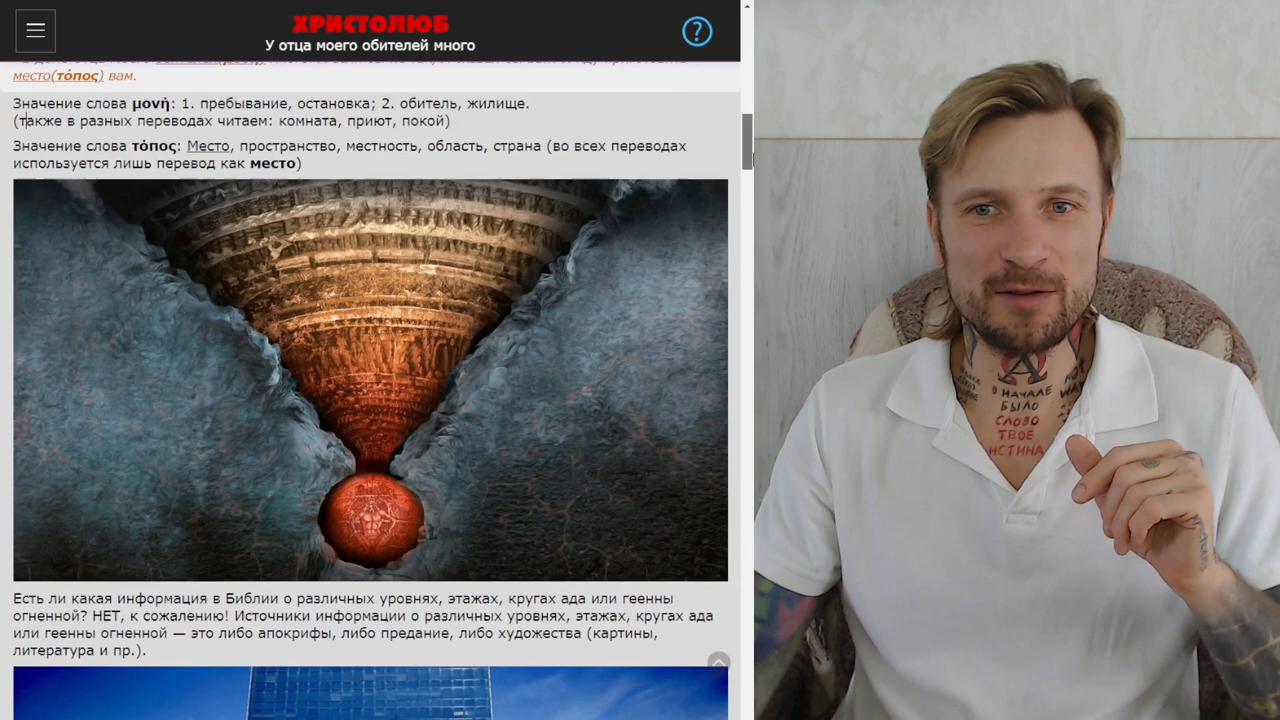 ХРИСТОЛЮБ
У отца моего обителей много
?
место(τόπος) вам.
Значение слова μονὴ: 1. пребывание, остановка; 2. обитель, жилище.
(также в разных переводах читаем: комната, приют, покой)
Значение слова τὀπος: Место, пространство, местность, область, страна (во всех переводах
используется лишь перевод как место)
Есть ли какая информация в Библии о различных уровнях, этажах, кругах ада или геенны
огненной? НЕТ, к сожалению! Источники информации о различных уровнях, этажах, кругах ада
или геенны огненной — это либо апокрифы, либо предание, либо художества (картины,
литература и пр.).
В НАЧАЛЕ
БЫЛО
СЛОВО
ТВОЕ
ИСТИНА